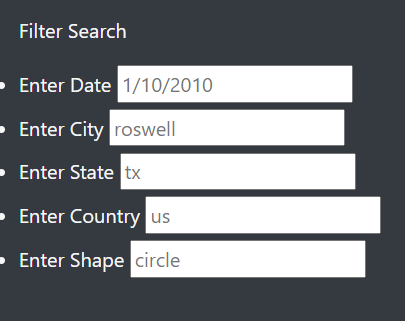 Filter Search
Enter Date 1/10/2010
Enter City roswell
Enter State tx
Enter Country us
Enter Shape circle